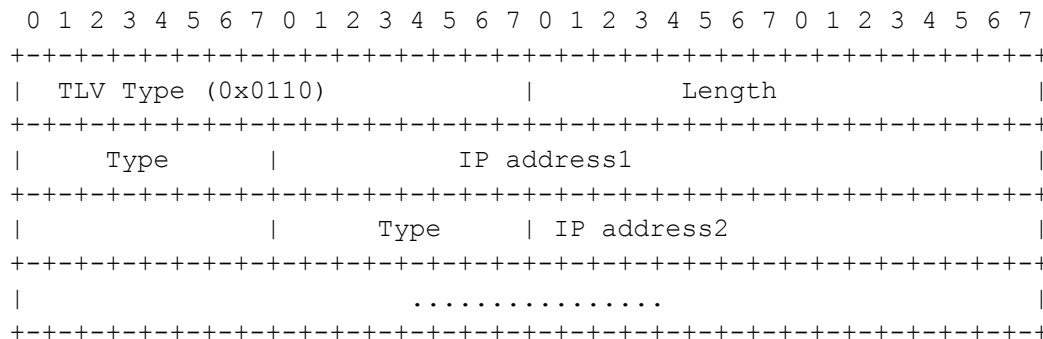 0 1 2 3 4 5 6 7 0 1 2 3 4 5 6 7 0 1 2 3 4 5 6 7 0 1 2 3 4 5 6 7
+-+-+-+-+-+-+-+-+-+-+-+-+-+-+-+-+-+-+-+-+-+-+-+-+-+-+-+-+-+-+-+-+
|  TLV Type (0x0110)            |         Length                |
+-+-+-+-+-+-+-+-+-+-+-+-+-+-+-+-+-+-+-+-+-+-+-+-+-+-+-+-+-+-+-+-+
|     Type      |           IP address1                         |
+-+-+-+-+-+-+-+-+-+-+-+-+-+-+-+-+-+-+-+-+-+-+-+-+-+-+-+-+-+-+-+-+
|               |      Type     | IP address2                   |
+-+-+-+-+-+-+-+-+-+-+-+-+-+-+-+-+-+-+-+-+-+-+-+-+-+-+-+-+-+-+-+-+
|                        ................                       |
+-+-+-+-+-+-+-+-+-+-+-+-+-+-+-+-+-+-+-+-+-+-+-+-+-+-+-+-+-+-+-+-+